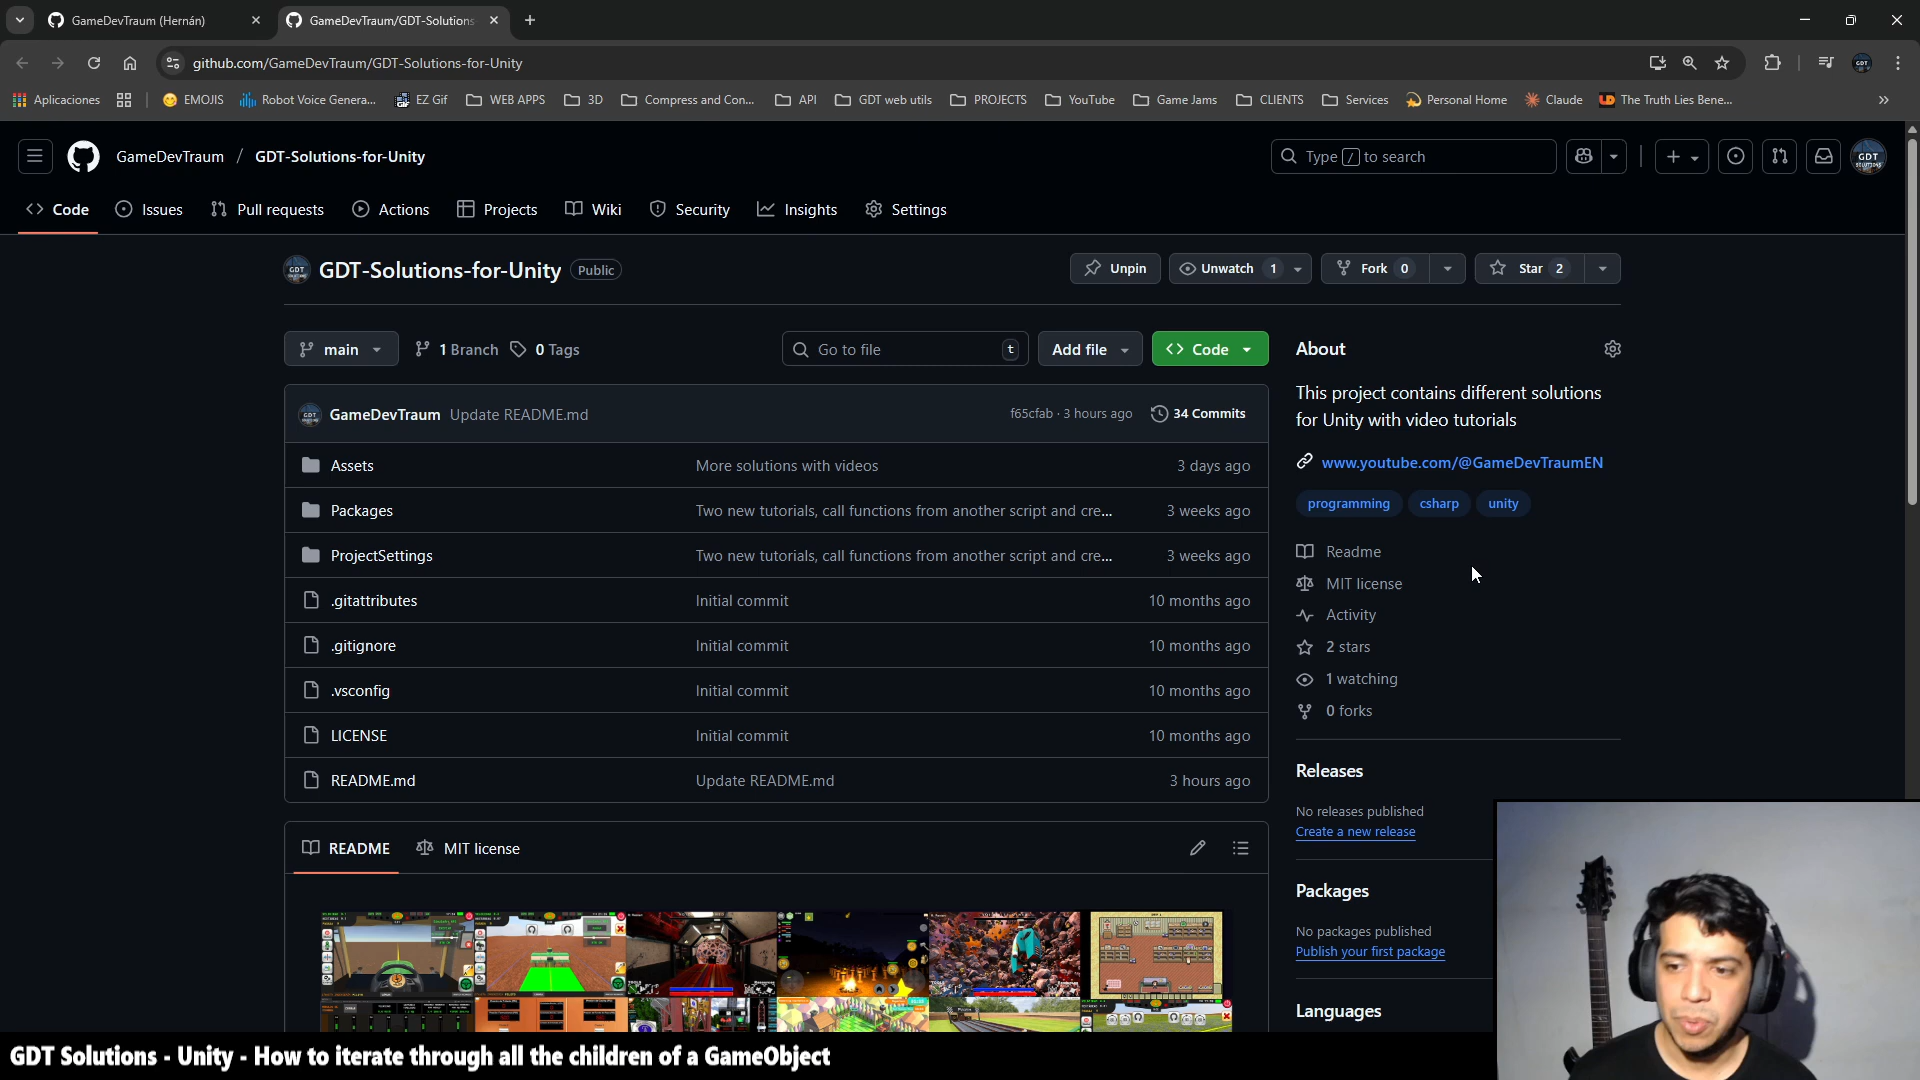 GameDevTraum (Hernán)
GameDevTraum/GDT-Solutions-
github.com/GameDevTraum/GDT-Solutions-for-Unity
Aplicaciones
EMOJIS
Robot Voice Genera...
EZ Gif
WEB APPS
3D
Compress and Con...
API
GDT web utils
PROJECTS
YouTube
Game Jams
CLIENTS
Services
Personal Home
Claude
The Truth Lies Bene...
GameDevTraum / GDT-Solutions-for-Unity
Type / to search
Code
Issues
Pull requests
Actions
Projects
Wiki
Security
Insights
Settings
GDT-Solutions-for-Unity Public
Unpin
Unwatch 1
Fork 0
Star 2
main
1 Branch
0 Tags
Go to file t
Add file
Code
GameDevTraum Update README.md f65cfab · 3 hours ago 34 Commits
Assets More solutions with videos 3 days ago
Packages Two new tutorials, call functions from another script and cre... 3 weeks ago
ProjectSettings Two new tutorials, call functions from another script and cre... 3 weeks ago
.gitattributes Initial commit 10 months ago
.gitignore Initial commit 10 months ago
.vsconfig Initial commit 10 months ago
LICENSE Initial commit 10 months ago
README.md Update README.md 3 hours ago
README
MIT license
About
This project contains different solutions
for Unity with video tutorials
www.youtube.com/@GameDevTraumEN
programming csharp unity
Readme
MIT license
Activity
2 stars
1 watching
0 forks
Releases
No releases published
Create a new release
Packages
No packages published
Publish your first package
Languages
GDT Solutions - Unity - How to iterate through all the children of a GameObject